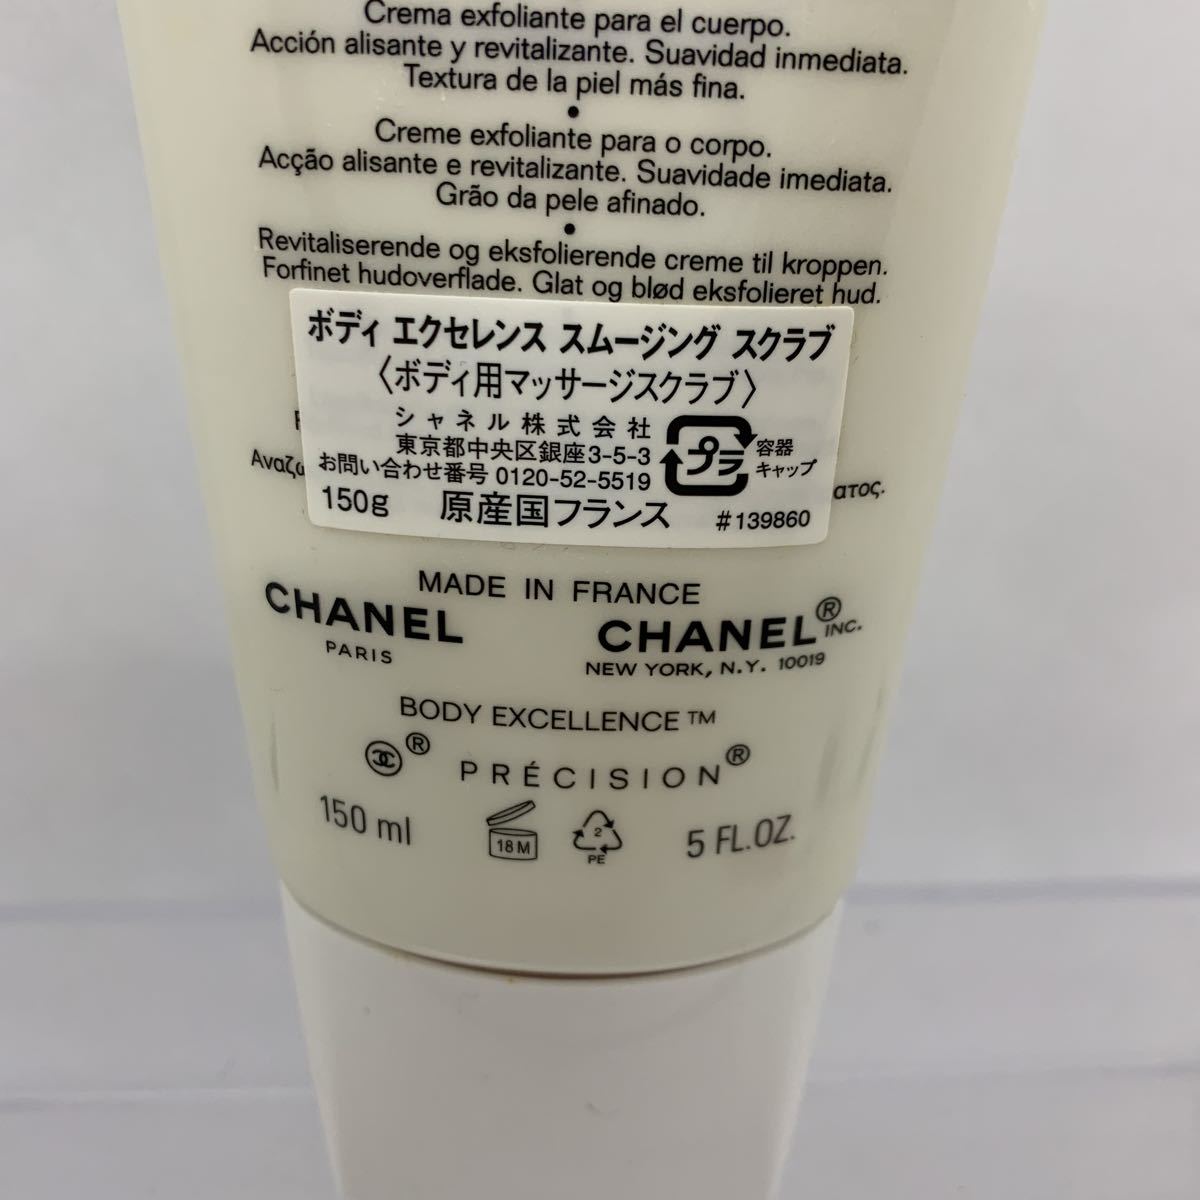 Crema exfoliante para el cuerpo.
Acción alisante y revitalizante. Suavidad inmediata.
Textura de la piel más fina.
•
Creme exfoliante para o corpo.
Acção alisante e revitalizante. Suavidade imediata.
Grão da pele afinado.
•
Revitaliserende og eksfolierende creme til kroppen.
Forfinet hudoverflade. Glat og blød eksfolieret hud.
ボディ エクセレンス スムージング スクラブ
〈ボディ用マッサージスクラブ〉
シャネル株式会社
東京都中央区銀座3-5-3
お問い合わせ番号 0120-52-5519
プラ
容器
キャップ
150g 原産国フランス #139860
MADE IN FRANCE
CHANEL
PARIS
CHANEL® INC.
NEW YORK, N.Y. 10019
BODY EXCELLENCE™
® PRÉCISION®
150 ml
18 M
2
PE
5 FL.OZ.